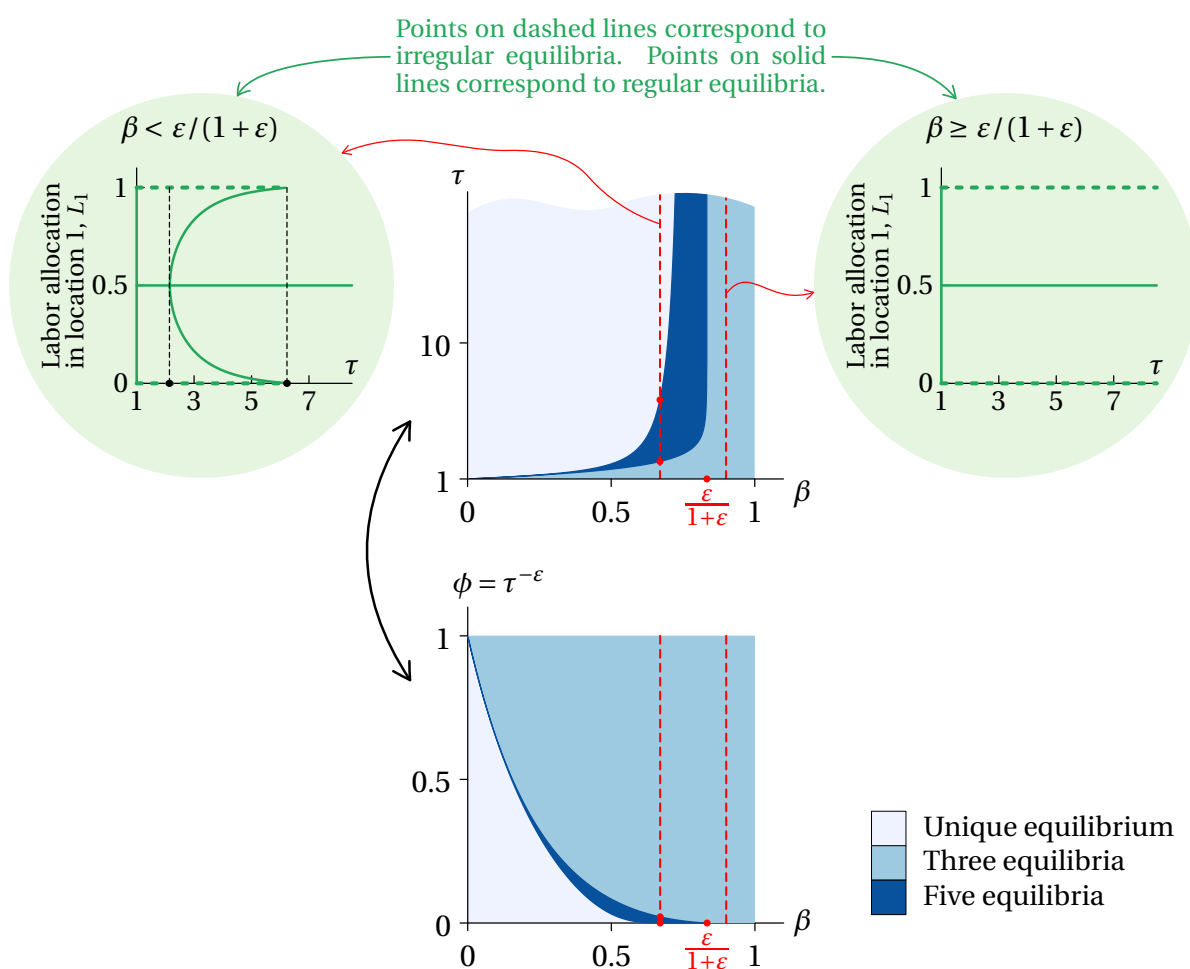 Points on dashed lines correspond to
irregular equilibria. Points on solid
lines correspond to regular equilibria.
β < ε/(1+ε)
Labor allocation
in location 1, L₁
1
0.5
0
1 3 5 7
τ
τ
10
1
0 0.5 ε/1+ε 1
β
β ≥ ε/(1+ε)
Labor allocation
in location 1, L₁
1
0.5
0
1 3 5 7
τ
ϕ = τ^−ε
1
0.5
0
0 0.5 ε/1+ε 1
β
Unique equilibrium
Three equilibria
Five equilibria